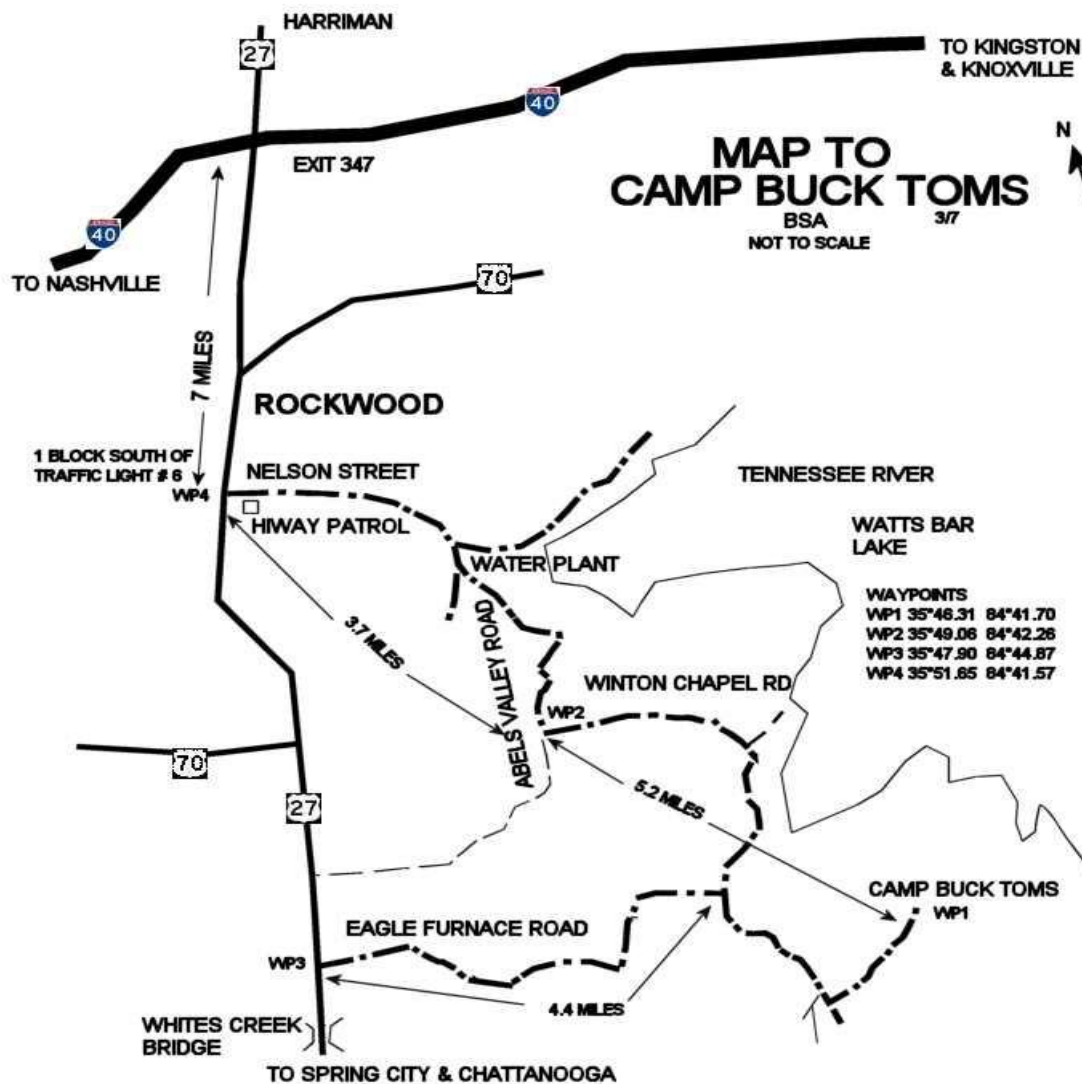 HARRIMAN
27
TO KINGSTON
& KNOXVILLE
40
N
EXIT 347
MAP TO
CAMP BUCK TOMS
BSA
3/7
NOT TO SCALE
40
TO NASHVILLE
70
7 MILES
ROCKWOOD
1 BLOCK SOUTH OF
TRAFFIC LIGHT # 6
NELSON STREET
WP4
HIWAY PATROL
TENNESSEE RIVER
WATTS BAR
LAKE
WATER PLANT
WAYPOINTS
WP1 35°46.31 84°41.70
WP2 35°49.06 84°42.26
WP3 35°47.90 84°44.87
WP4 35°51.65 84°41.57
3.7 MILES
ABELS VALLEY ROAD
WINTON CHAPEL RD
WP2
70
27
5.2 MILES
CAMP BUCK TOMS
WP1
EAGLE FURNACE ROAD
WP3
4.4 MILES
WHITES CREEK
BRIDGE
TO SPRING CITY & CHATTANOOGA